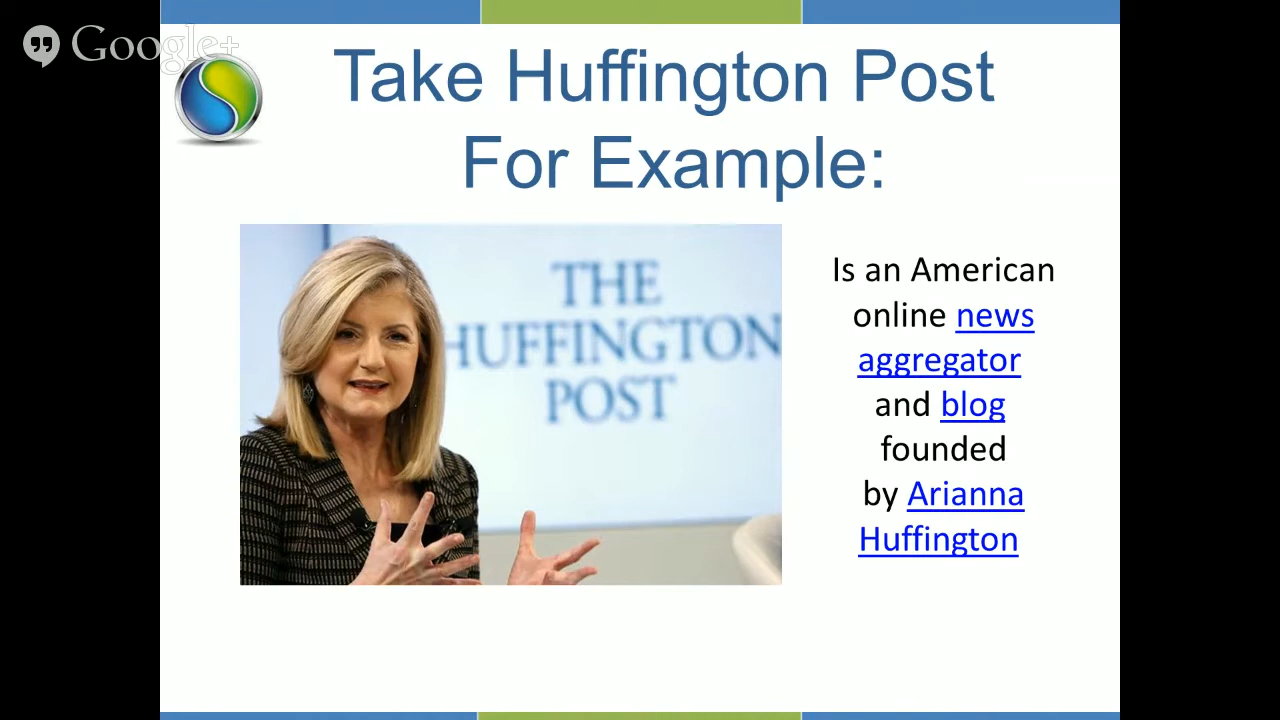 Google+
Take Huffington Post
For Example:
THE
HUFFINGTON
POST
Is an American
online news
aggregator
and blog
founded
by Arianna
Huffington